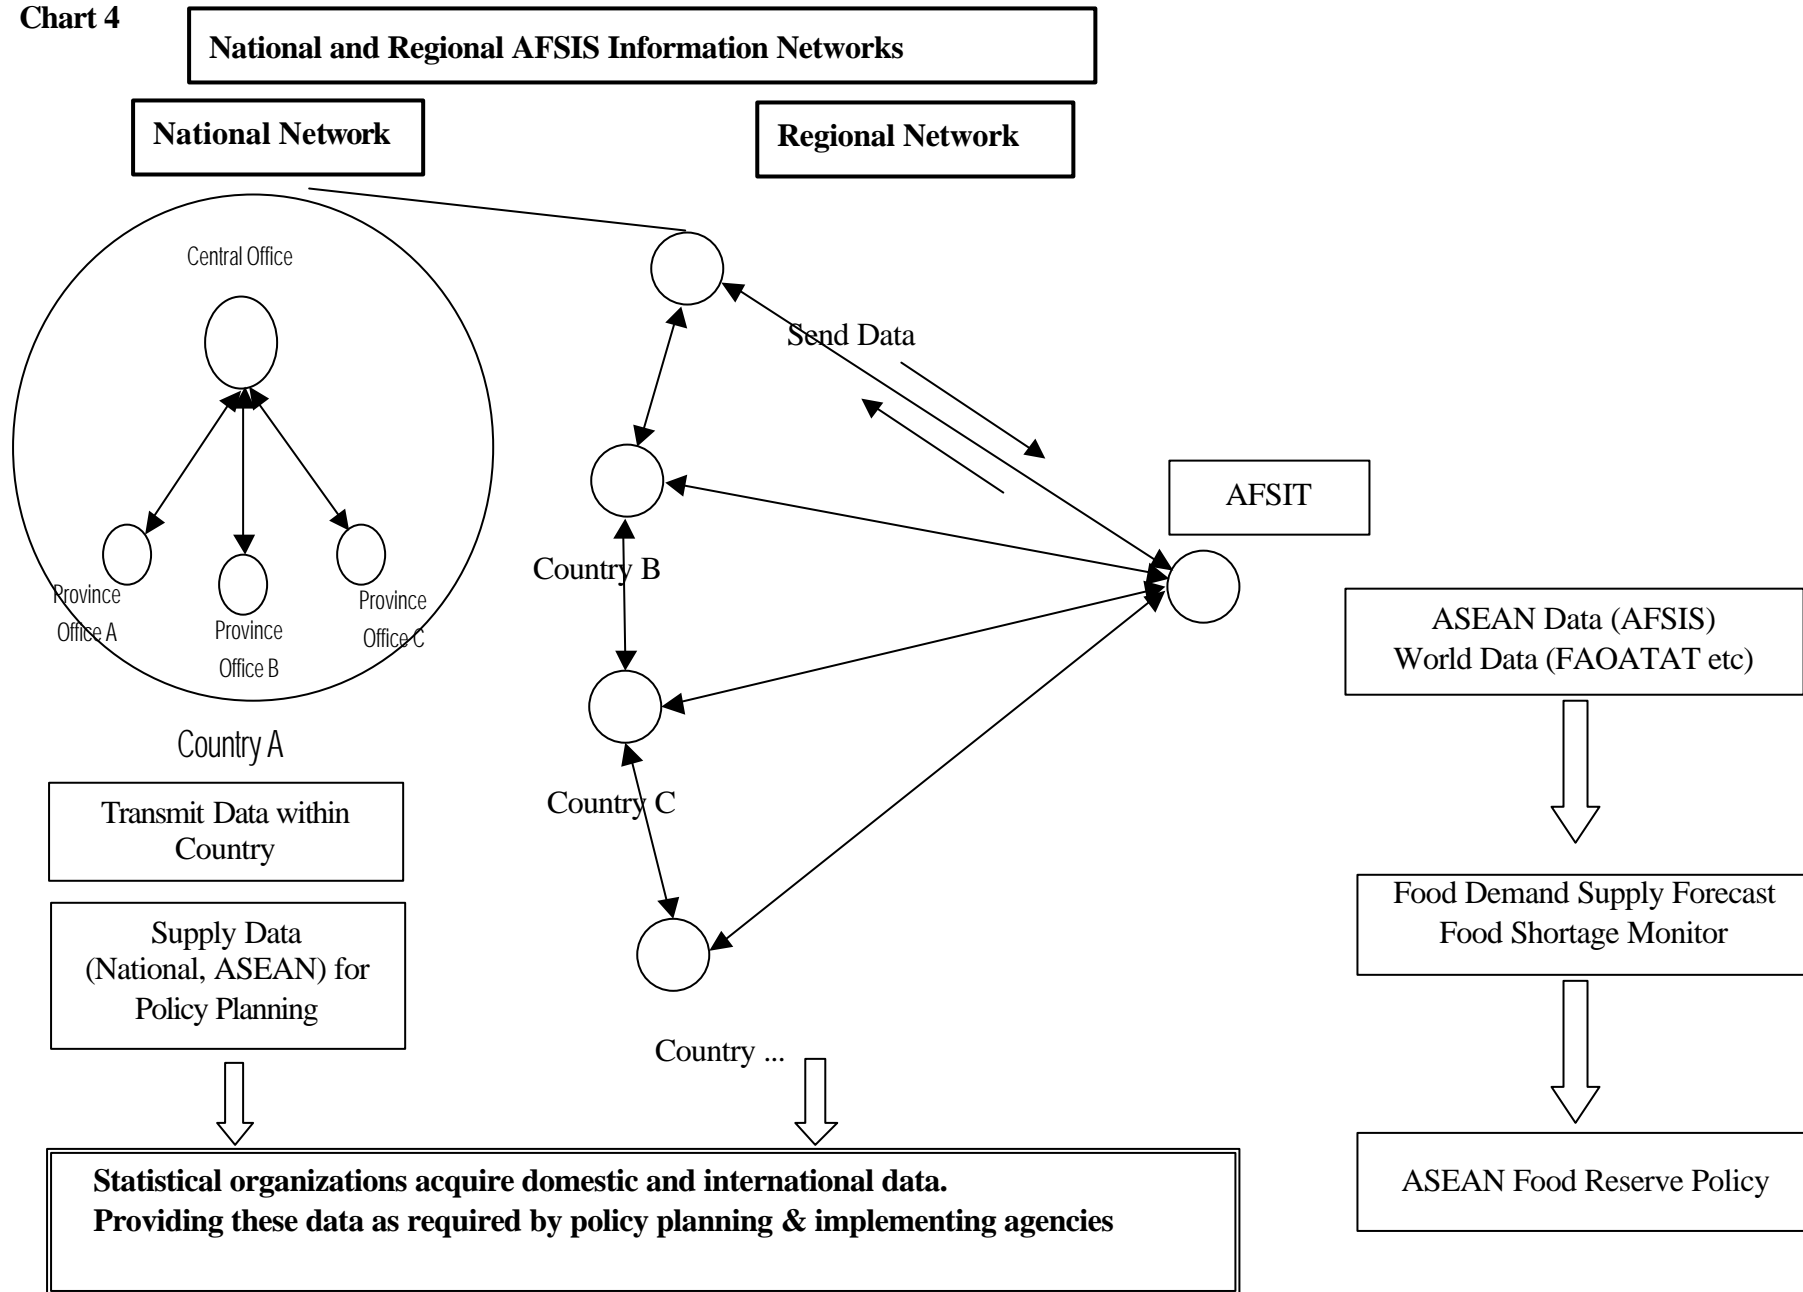 Chart 4
National and Regional AFSIS Information Networks
National Network
Regional Network
Central Office
Province
Office A
Province
Office B
Province
Office C
Country A
Send Data
Country B
Country C
Country ...
AFSIT
Transmit Data within
Country
Supply Data
(National, ASEAN) for
Policy Planning
Statistical organizations acquire domestic and international data.
Providing these data as required by policy planning & implementing agencies
ASEAN Data (AFSIS)
World Data (FAOATAT etc)
Food Demand Supply Forecast
Food Shortage Monitor
ASEAN Food Reserve Policy